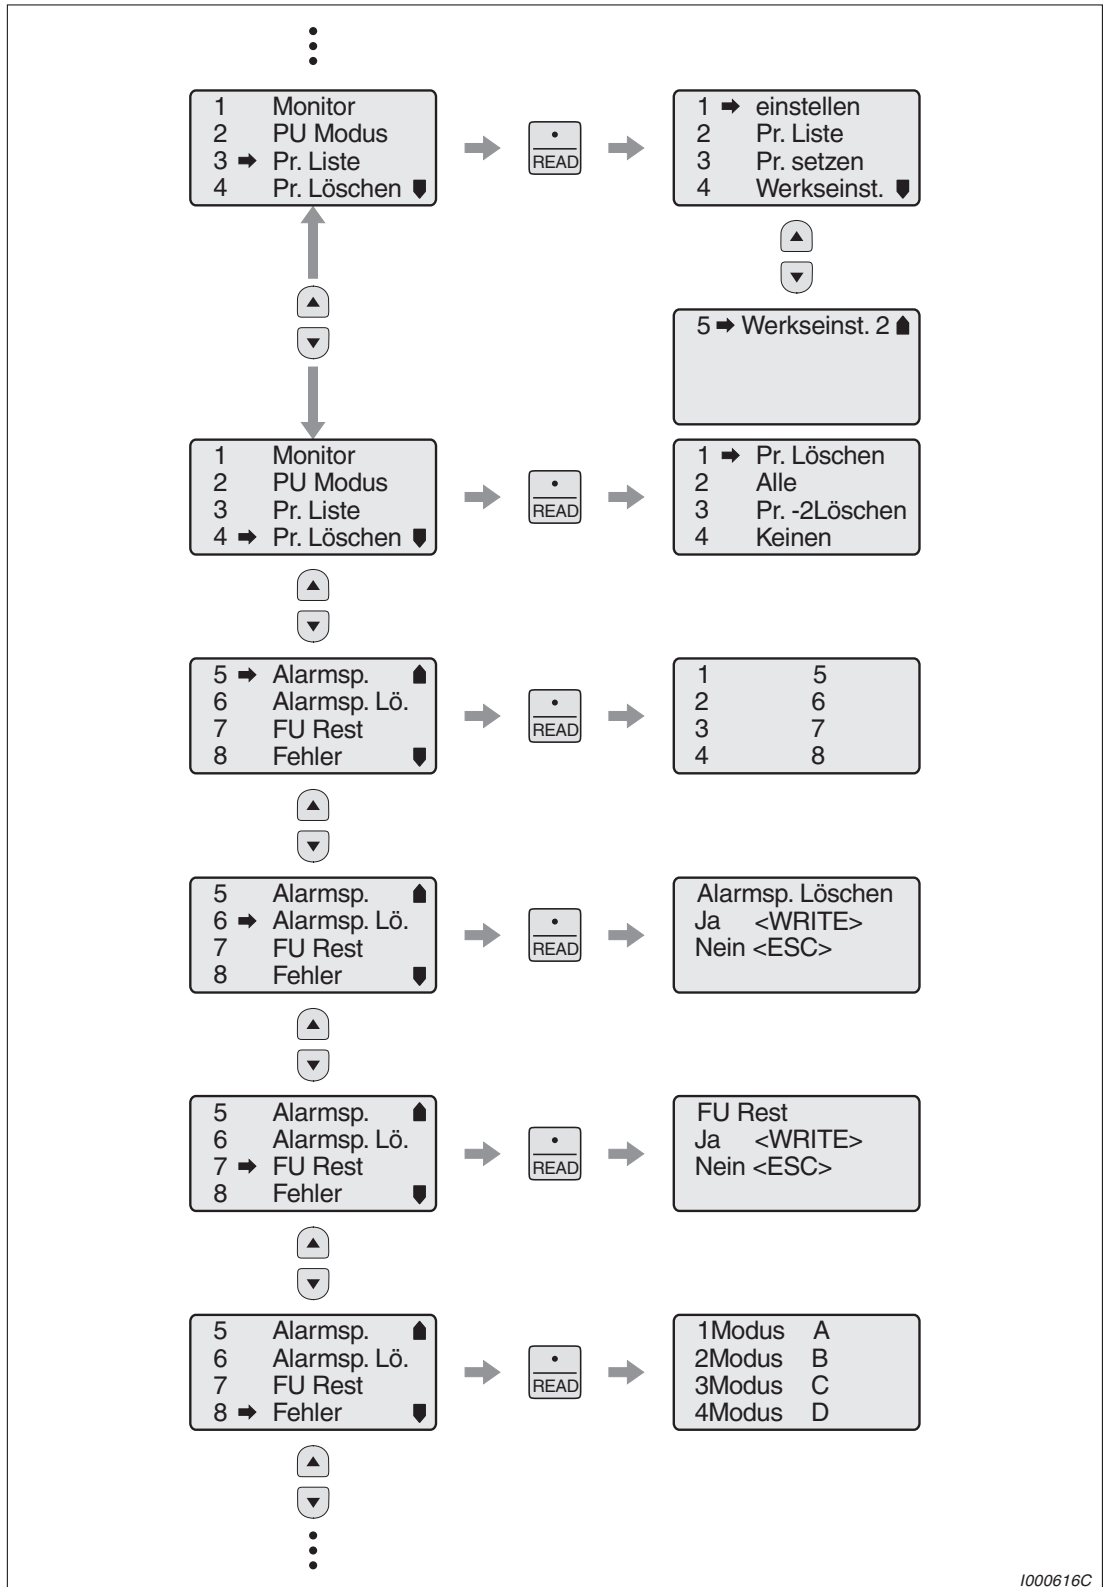 1 Monitor
2 PU Modus
3 ➡ Pr. Liste
4 Pr. Löschen
READ
1 ➡ einstellen
2 Pr. Liste
3 Pr. setzen
4 Werkseinst.
5 ➡ Werkseinst. 2
1 Monitor
2 PU Modus
3 Pr. Liste
4 ➡ Pr. Löschen
READ
1 ➡ Pr. Löschen
2 Alle
3 Pr. -2Löschen
4 Keinen
5 ➡ Alarmsp.
6 Alarmsp. Lö.
7 FU Rest
8 Fehler
READ
1 5
2 6
3 7
4 8
5 Alarmsp.
6 ➡ Alarmsp. Lö.
7 FU Rest
8 Fehler
READ
Alarmsp. Löschen
Ja <WRITE>
Nein <ESC>
5 Alarmsp.
6 Alarmsp. Lö.
7 ➡ FU Rest
8 Fehler
READ
FU Rest
Ja <WRITE>
Nein <ESC>
5 Alarmsp.
6 Alarmsp. Lö.
7 FU Rest
8 ➡ Fehler
READ
1Modus A
2Modus B
3Modus C
4Modus D
I000616C